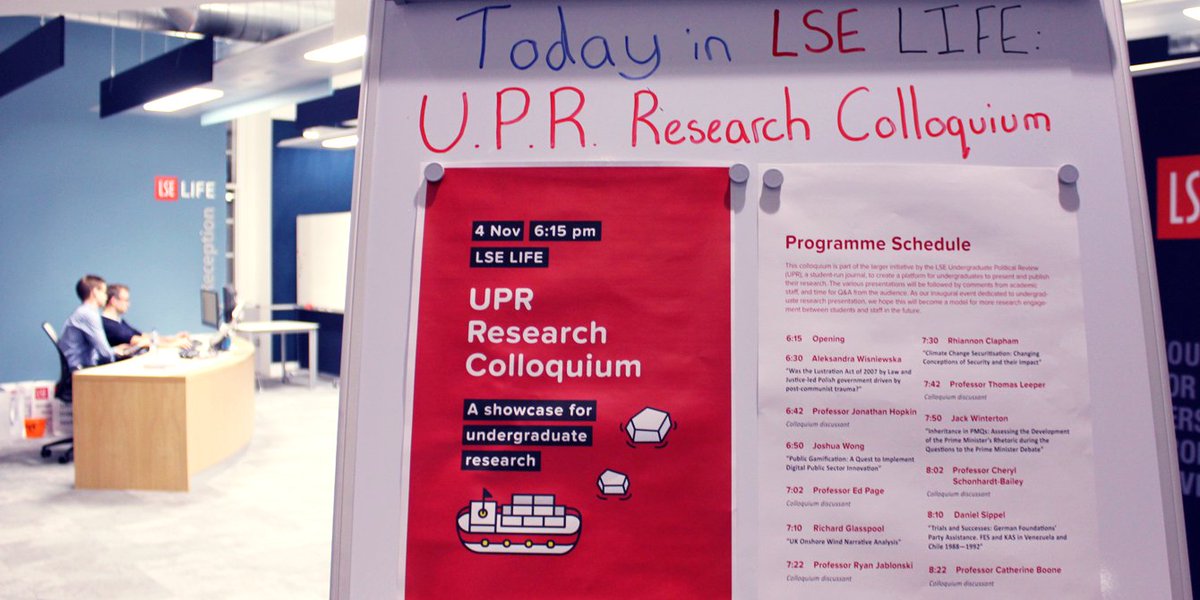 Today in LSE LIFE:
U.P.R. Research Colloquium
4 Nov 6:15 pm
LSE LIFE
UPR
Research
Colloquium
A showcase for
undergraduate
research
Programme Schedule
This colloquium is part of the larger initiative by the LSE Undergraduate Political Review
(UPR), a student-run journal, to create a platform for undergraduates to present and publish
their research. The various presentations will be followed by comments from academic
staff, and time for Q&A from the audience. As our inaugural event dedicated to undergrad-
uate research presentation, we hope this will become a model for more research engage-
ment between students and staff in the future.
6:15 Opening
6:30 Aleksandra Wisniewska
"Was the Lustration Act of 2007 by Law and
Justice-led Polish government driven by
post-communist trauma?"
6:42 Professor Jonathan Hopkin
Colloquium discussant
6:50 Joshua Wong
"Public Gamification: A Quest to Implement
Digital Public Sector Innovation"
7:02 Professor Ed Page
Colloquium discussant
7:10 Richard Glasspool
"UK Onshore Wind Narrative Analysis"
7:22 Professor Ryan Jablonski
Colloquium discussant
7:30 Rhiannon Clapham
"Climate Change Securitisation: Changing
Conceptions of Security and their Impact"
7:42 Professor Thomas Leeper
Colloquium discussant
7:50 Jack Winterton
"Inheritance in PMQs: Assessing the Development
of the Prime Minister's Rhetoric during the
Questions to the Prime Minister Debate"
8:02 Professor Cheryl
Schonhardt-Bailey
Colloquium discussant
8:10 Daniel Sippel
"Trials and Successes: German Foundations'
Party Assistance. FES and KAS in Venezuela and
Chile 1988—1992"
8:22 Professor Catherine Boone
Colloquium discussant
LSE LIFE
Reception
LSE